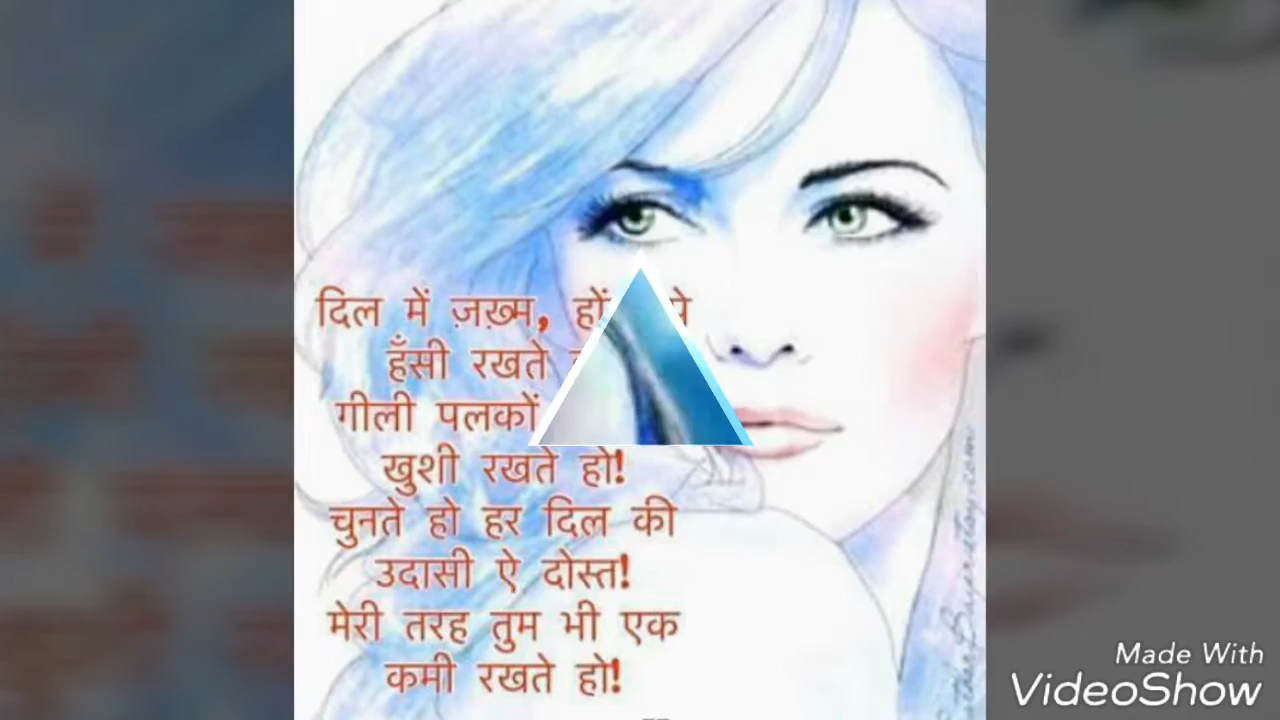 दिल में ज़ख़्म, पे
हँसी रखते
गीली पलकों
खुशी रखते हो!
चुनते हो हर दिल की
उदासी ऐ दोस्त!
मेरी तरह तुम भी एक
कमी रखते हो!
Made With
VideoShow